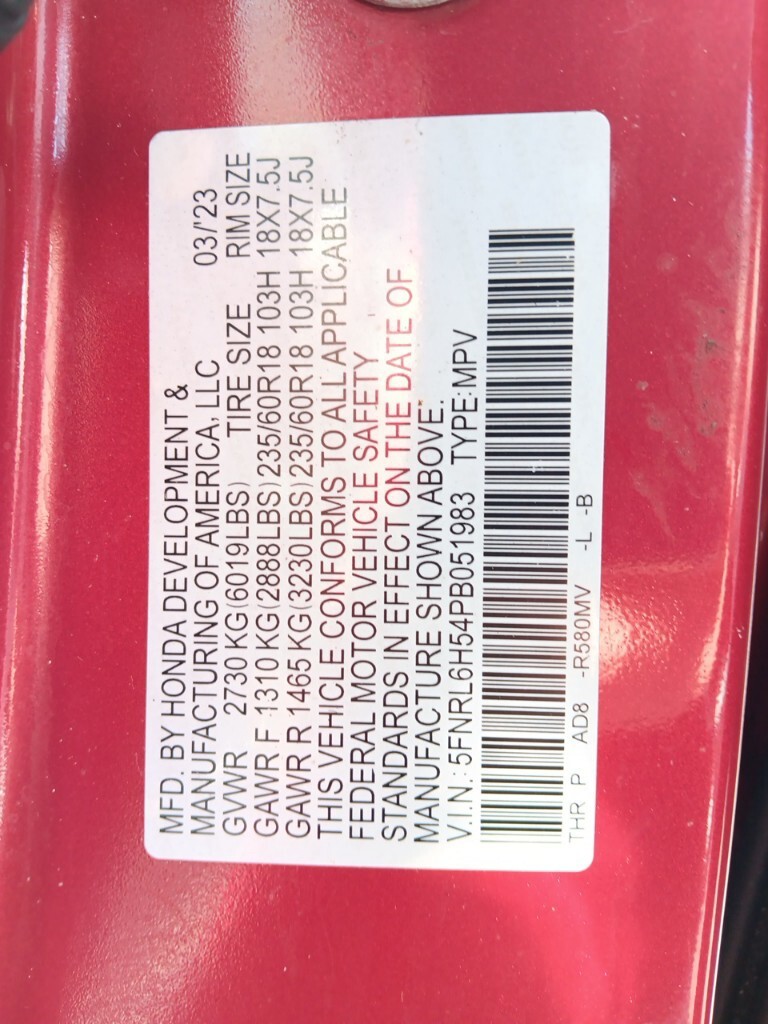 MFD. BY HONDA DEVELOPMENT &
MANUFACTURING OF AMERICA, LLC 03/'23
GVWR 2730 KG(6019LBS) TIRE SIZE RIM SIZE
GAWR F 1310 KG(2888LBS)235/60R18 103H 18X7.5J
GAWR R 1465 KG(3230LBS)235/60R18 103H 18X7.5J
THIS VEHICLE CONFORMS TO ALL APPLICABLE
FEDERAL MOTOR VEHICLE SAFETY
STANDARDS IN EFFECT ON THE DATE OF
MANUFACTURE SHOWN ABOVE.
V.I.N.:5FNRL6H54PB051983 TYPE:MPV
THR P AD8 -R580MV -L -B